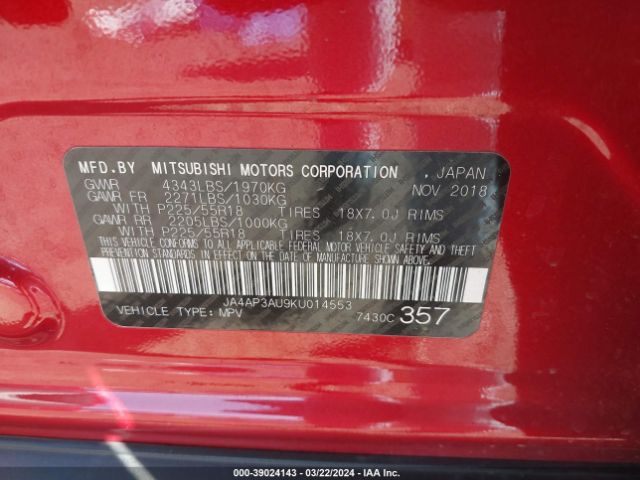 MFD.BY MITSUBISHI MOTORS CORPORATION , JAPAN
GVWR 4343LBS/1970KG NOV 2018
GAWR FR 2271LBS/1030KG
WITH P225/55R18 TIRES 18X7.0J RIMS
GAWR RR 2205LBS/1000KG
WITH P225/55R18 TIRES 18X7.0J RIMS
THIS VEHICLE CONFORMS TO ALL APPLICABLE FEDERAL MOTOR VEHICLE SAFETY AND THEFT
PREVENTION STANDARDS IN EFFECT ON THE DATE OF MANUFACTURE SHOWN ABOVE.
JA4AP3AU9KU014553
VEHICLE TYPE: MPV 7430C 357
000-39024143 - 03/22/2024 - IAA Inc.